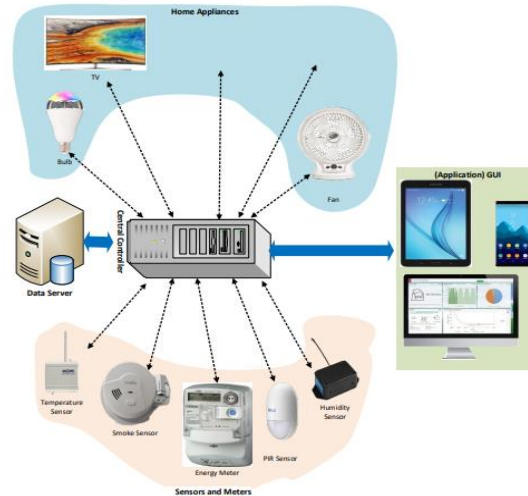 Home Appliances
TV
Bulb
Fan
(Application) GUI
Central
Controller
Data Server
Temperature
Sensor
Smoke Sensor
Energy Meter
PIR Sensor
Humidity
Sensor
Sensors and Meters